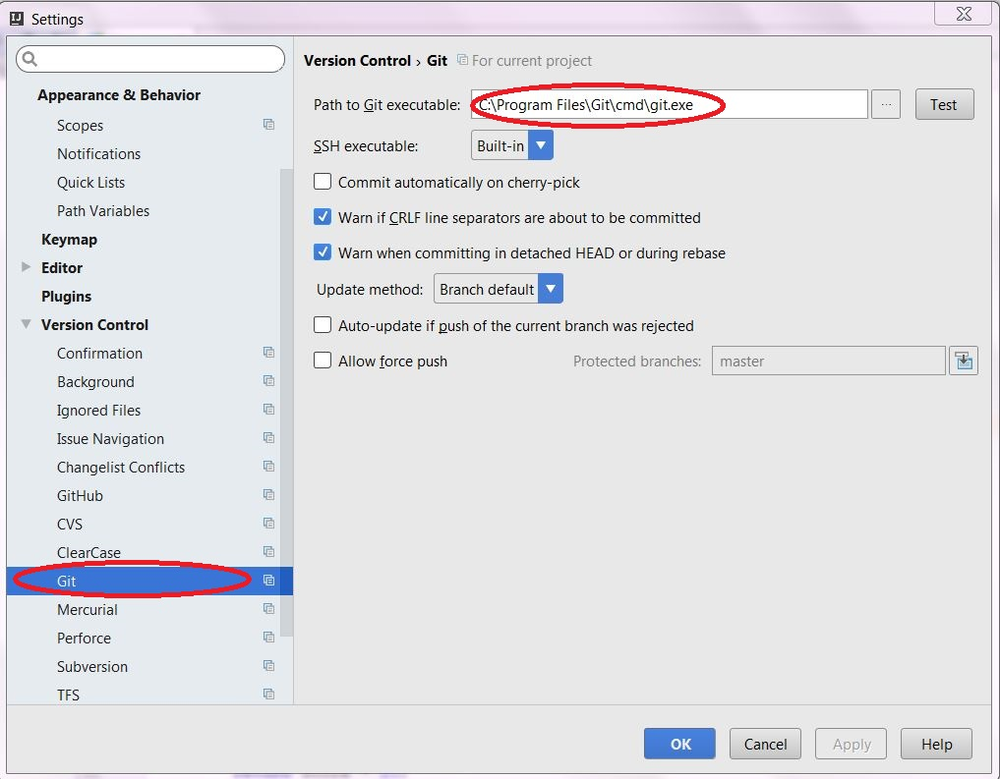 IJ Settings
Appearance & Behavior
Scopes
Notifications
Quick Lists
Path Variables
Keymap
Editor
Plugins
Version Control
Confirmation
Background
Ignored Files
Issue Navigation
Changelist Conflicts
GitHub
CVS
ClearCase
Git
Mercurial
Perforce
Subversion
TFS
Version Control › Git For current project
Path to Git executable: C:\Program Files\Git\cmd\git.exe ... Test
SSH executable: Built-in
Commit automatically on cherry-pick
Warn if CRLF line separators are about to be committed
Warn when committing in detached HEAD or during rebase
Update method: Branch default
Auto-update if push of the current branch was rejected
Allow force push Protected branches: master
OK Cancel Apply Help